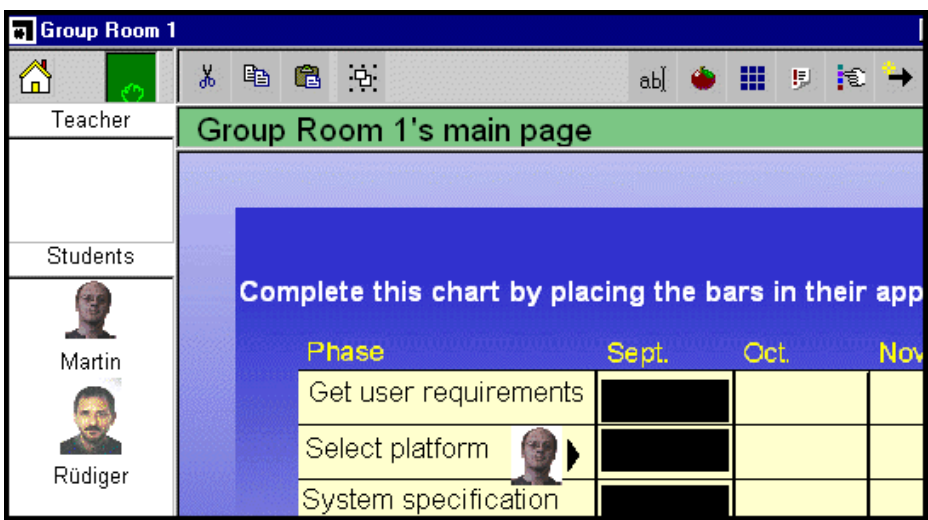 Group Room 1
ab
Teacher
Group Room 1's main page
Students
Complete this chart by placing the bars in their app
Martin
Phase Sept. Oct. Nov
Get user requirements
Select platform
Rüdiger
System specification